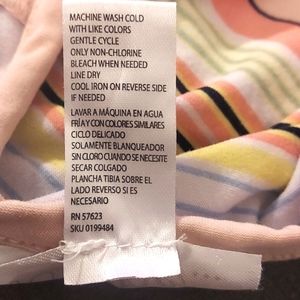 MACHINE WASH COLD
WITH LIKE COLORS
GENTLE CYCLE
ONLY NON-CHLORINE
BLEACH WHEN NEEDED
LINE DRY
COOL IRON ON REVERSE SIDE
IF NEEDED
LAVAR A MÁQUINA EN AGUA
FRÍA Y CON COLORES SIMILARES
CICLO DELICADO
SOLAMENTE BLANQUEADOR
SIN CLORO CUANDO SE NECESITE
SECAR COLGADO
PLANCHA TIBIA SOBRE EL
LADO REVERSO SI ES
NECESARIO
RN 57623
SKU 0199484